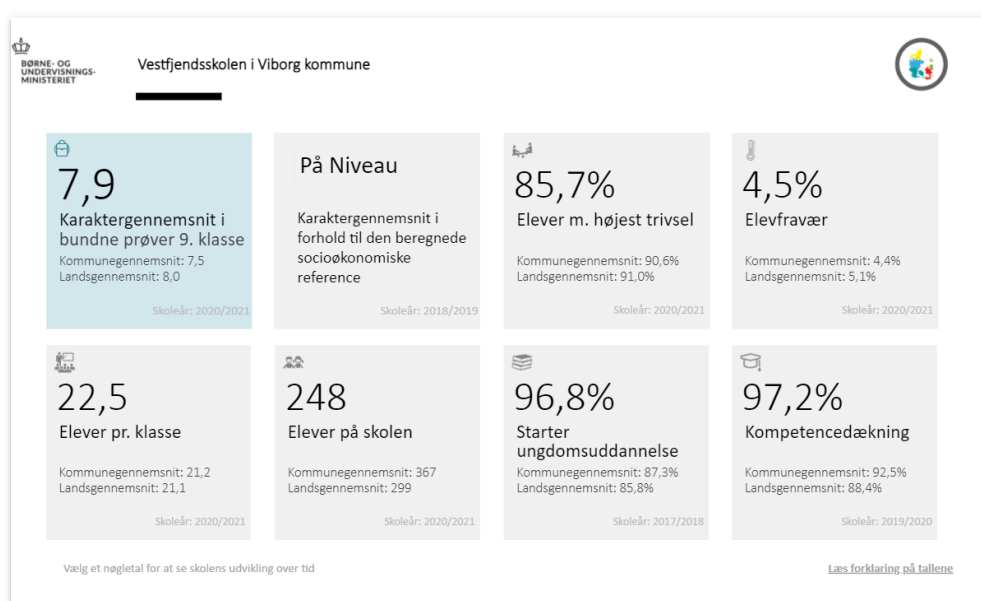 BØRNE- OG
UNDERVISNINGS-
MINISTERIET
Vestfjendsskolen i Viborg kommune
7,9
Karaktergennemsnit i
bundne prøver 9. klasse
Kommunegennemsnit: 7,5
Landsgennemsnit: 8,0
Skoleår: 2020/2021
På Niveau
Karaktergennemsnit i
forhold til den beregnede
socioøkonomiske
reference
Skoleår: 2018/2019
85,7%
Elever m. højest trivsel
Kommunegennemsnit: 90,6%
Landsgennemsnit: 91,0%
Skoleår: 2020/2021
4,5%
Elevfravær
Kommunegennemsnit: 4,4%
Landsgennemsnit: 5,1%
Skoleår: 2020/2021
22,5
Elever pr. klasse
Kommunegennemsnit: 21,2
Landsgennemsnit: 21,1
Skoleår: 2020/2021
248
Elever på skolen
Kommunegennemsnit: 367
Landsgennemsnit: 299
Skoleår: 2020/2021
96,8%
Starter
ungdomsuddannelse
Kommunegennemsnit: 87,3%
Landsgennemsnit: 85,8%
Skoleår: 2017/2018
97,2%
Kompetencedækning
Kommunegennemsnit: 92,5%
Landsgennemsnit: 88,4%
Skoleår: 2019/2020
Vælg et nøgletal for at se skolens udvikling over tid
Læs forklaring på tallene